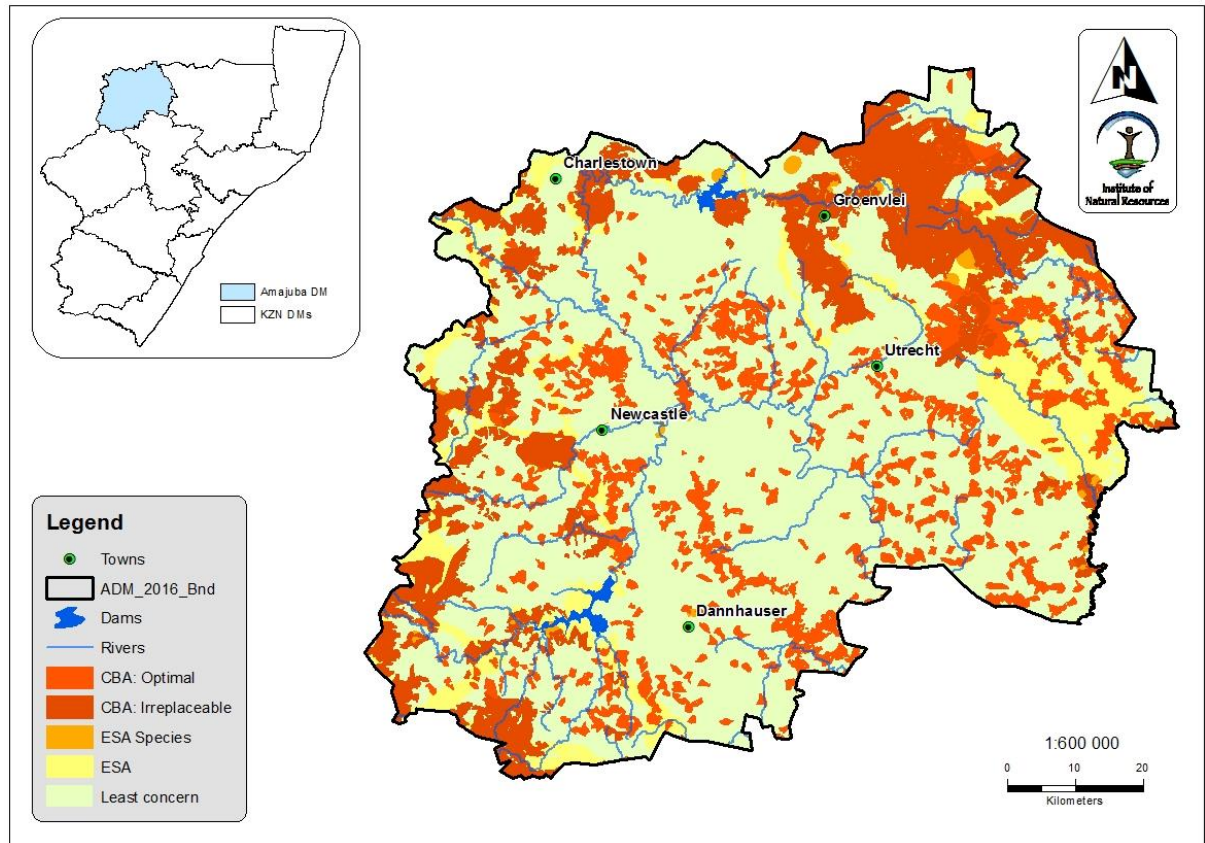 Amajuba DM
KZN DMs
N
Institute of
Natural Resources
Charlestown
Groenvlei
Utrecht
Newcastle
Dannhauser
Legend
Towns
ADM_2016_Bnd
Dams
Rivers
CBA: Optimal
CBA: Irreplaceable
ESA Species
ESA
Least concern
1:600 000
0 10 20
Kilometers